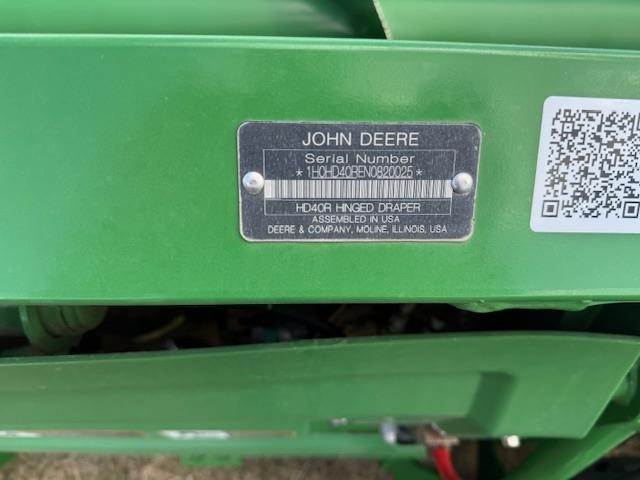 JOHN DEERE
Serial Number
*1H0HD40REN0820025*
HD40R HINGED DRAPER
ASSEMBLED IN USA
DEERE & COMPANY, MOLINE, ILLINOIS, USA